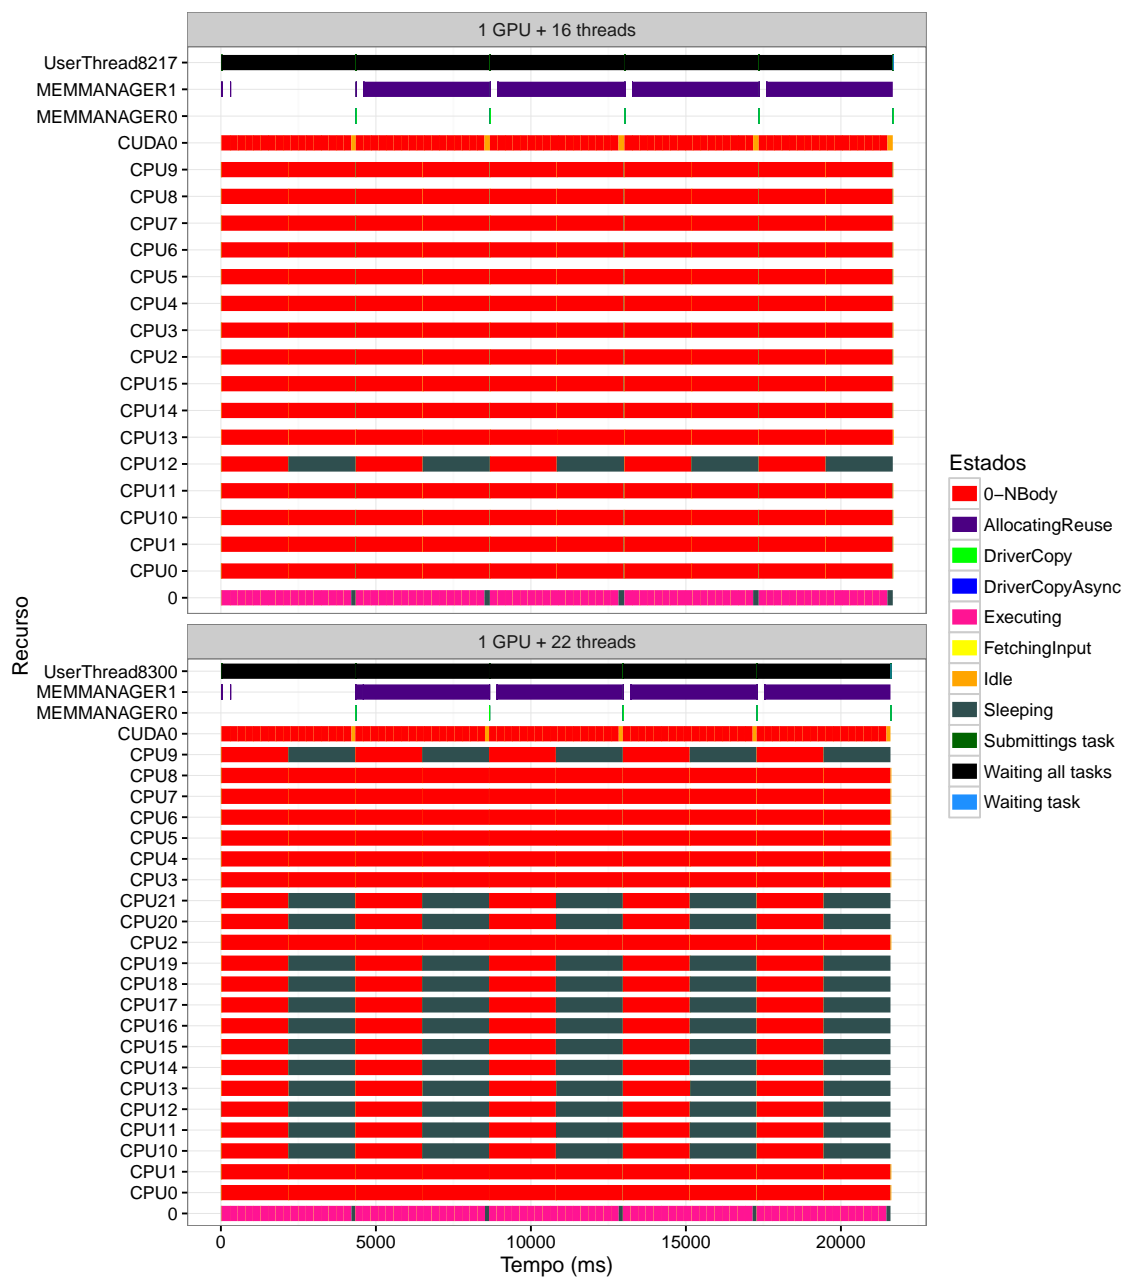 1 GPU + 16 threads
UserThread8217
MEMMANAGER1
MEMMANAGER0
CUDA0
CPU9
CPU8
CPU7
CPU6
CPU5
CPU4
CPU3
CPU2
CPU15
CPU14
CPU13
CPU12
CPU11
CPU10
CPU1
CPU0
0
Recurso
1 GPU + 22 threads
UserThread8300
MEMMANAGER1
MEMMANAGER0
CUDA0
CPU9
CPU8
CPU7
CPU6
CPU5
CPU4
CPU3
CPU21
CPU20
CPU2
CPU19
CPU18
CPU17
CPU16
CPU15
CPU14
CPU13
CPU12
CPU11
CPU10
CPU1
CPU0
0
0 5000 10000 15000 20000
Tempo (ms)
Estados
0−NBody
AllocatingReuse
DriverCopy
DriverCopyAsync
Executing
FetchingInput
Idle
Sleeping
Submittings task
Waiting all tasks
Waiting task